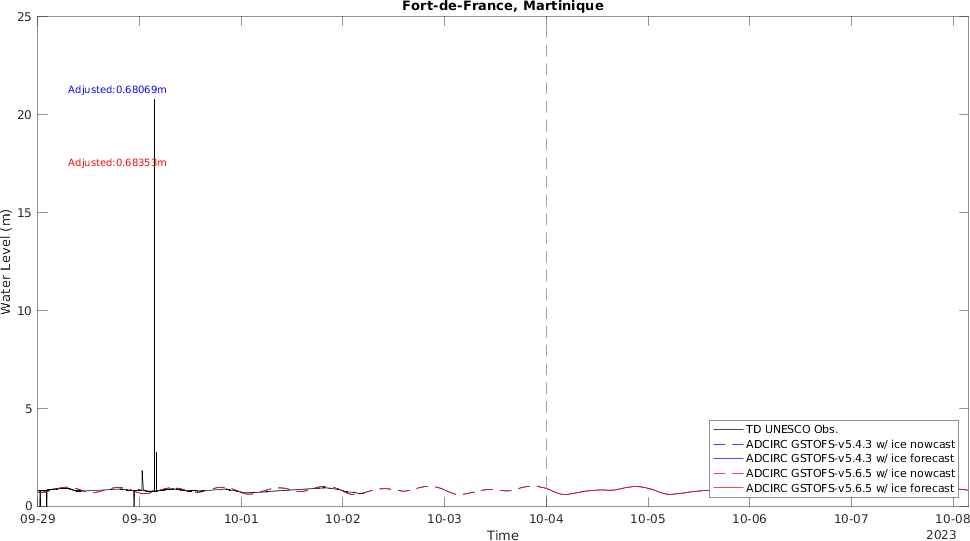 Fort-de-France, Martinique
25
20
15
10
5
0
Water Level (m)
Adjusted:0.68069m
Adjusted:0.68353m
TD UNESCO Obs.
ADCIRC GSTOFS-v5.4.3 w/ ice nowcast
ADCIRC GSTOFS-v5.4.3 w/ ice forecast
ADCIRC GSTOFS-v5.6.5 w/ ice nowcast
ADCIRC GSTOFS-v5.6.5 w/ ice forecast
09-29 09-30 10-01 10-02 10-03 10-04 10-05 10-06 10-07 10-08
Time
2023